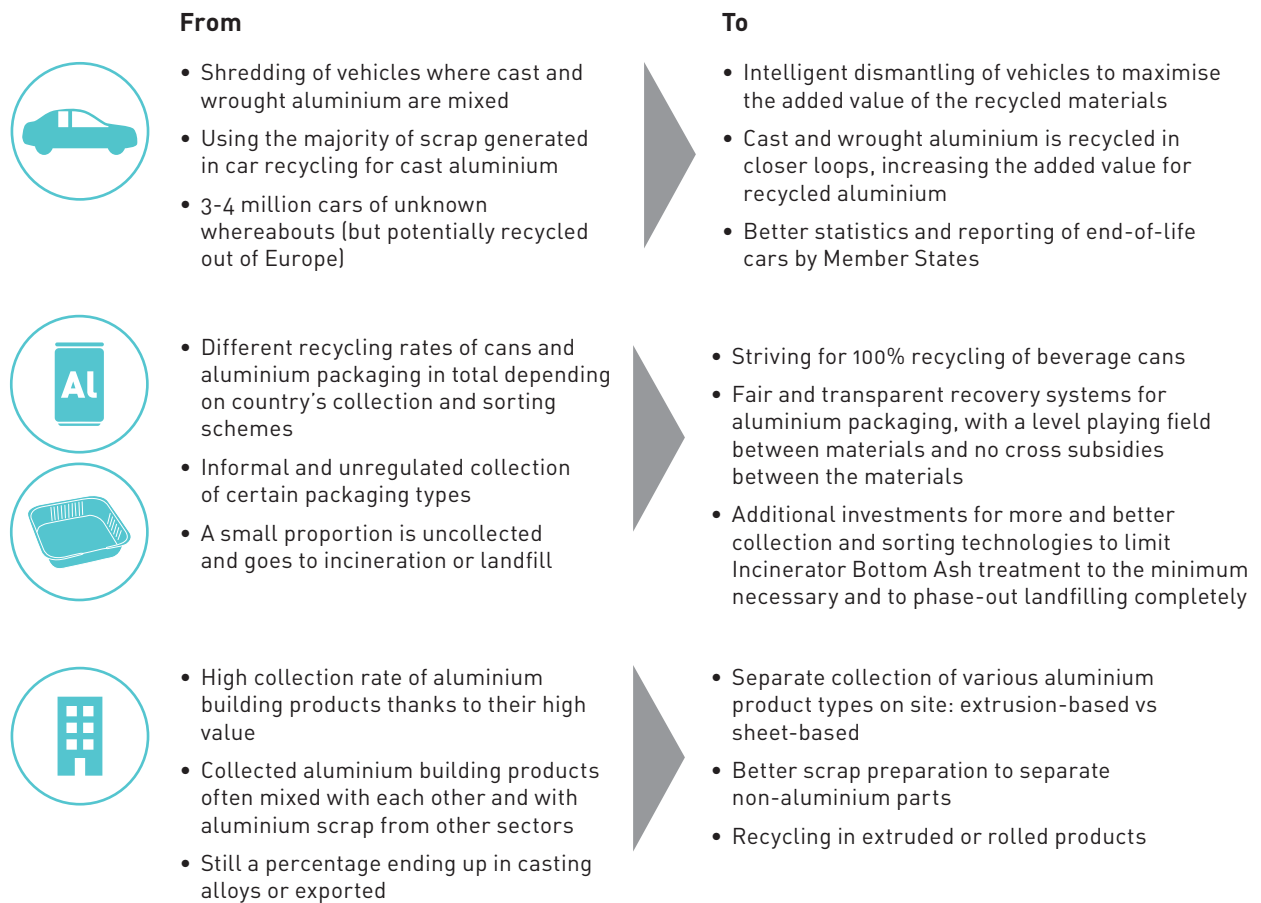 From
To
• Shredding of vehicles where cast and
wrought aluminium are mixed
• Using the majority of scrap generated
in car recycling for cast aluminium
• 3-4 million cars of unknown
whereabouts (but potentially recycled
out of Europe)
• Intelligent dismantling of vehicles to maximise
the added value of the recycled materials
• Cast and wrought aluminium is recycled in
closer loops, increasing the added value for
recycled aluminium
• Better statistics and reporting of end-of-life
cars by Member States
Al
• Different recycling rates of cans and
aluminium packaging in total depending
on country's collection and sorting
schemes
• Informal and unregulated collection
of certain packaging types
• A small proportion is uncollected
and goes to incineration or landfill
• Striving for 100% recycling of beverage cans
• Fair and transparent recovery systems for
aluminium packaging, with a level playing field
between materials and no cross subsidies
between the materials
• Additional investments for more and better
collection and sorting technologies to limit
Incinerator Bottom Ash treatment to the minimum
necessary and to phase-out landfilling completely
• High collection rate of aluminium
building products thanks to their high
value
• Collected aluminium building products
often mixed with each other and with
aluminium scrap from other sectors
• Still a percentage ending up in casting
alloys or exported
• Separate collection of various aluminium
product types on site: extrusion-based vs
sheet-based
• Better scrap preparation to separate
non-aluminium parts
• Recycling in extruded or rolled products